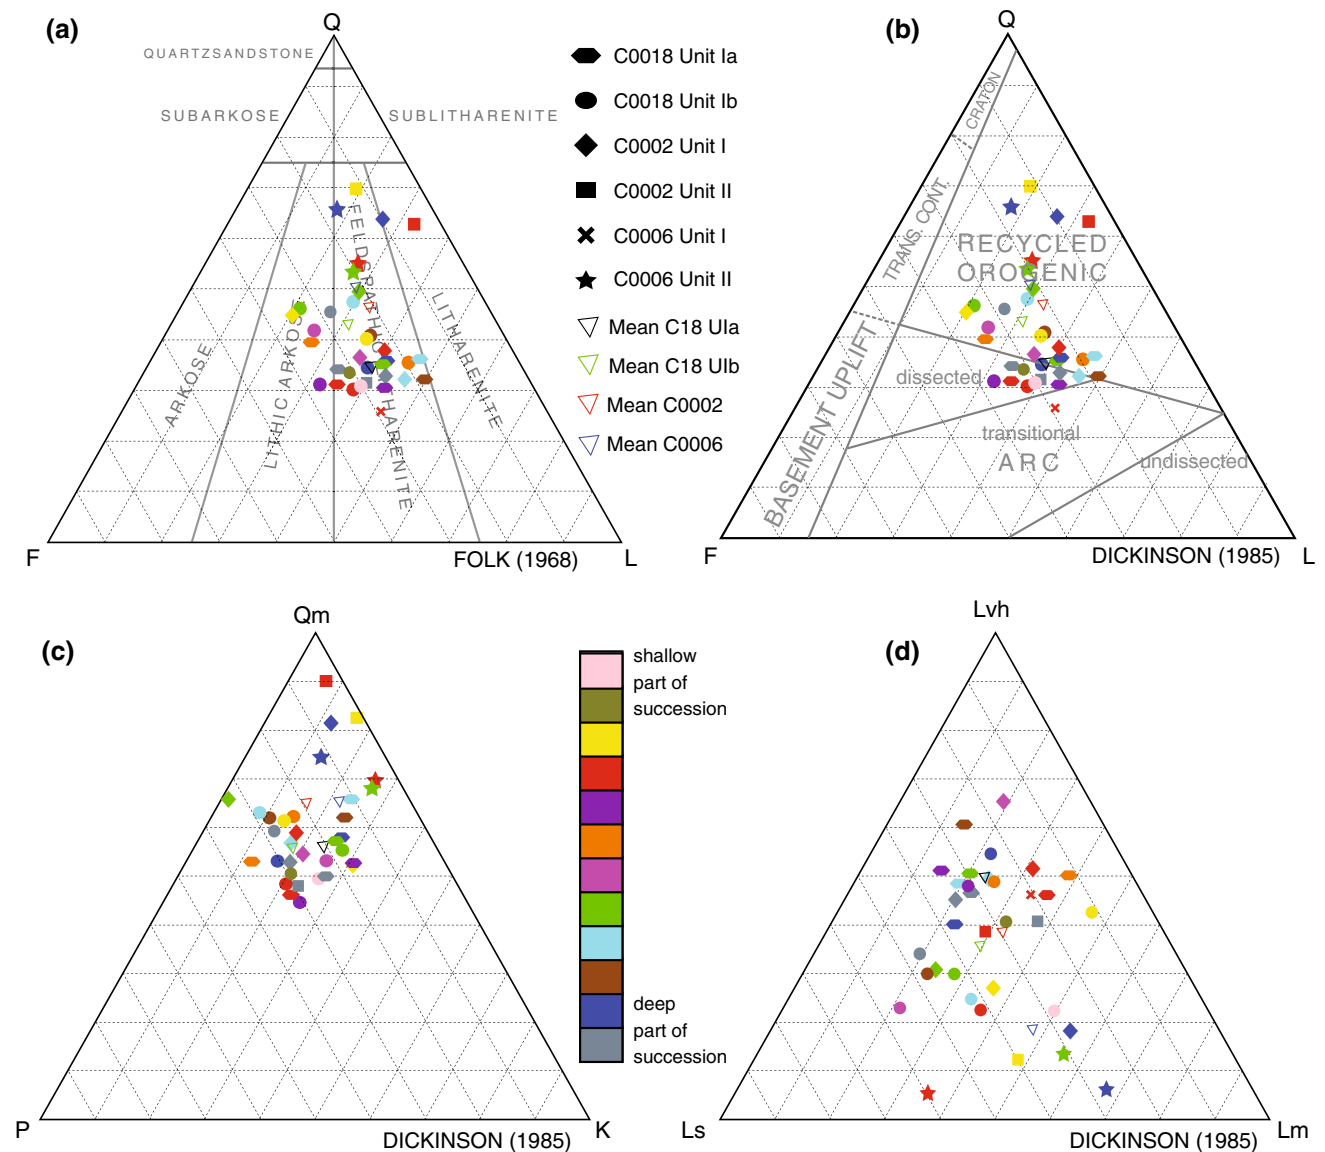 (a)
Q
QUARTZSANDSTONE
SUBARKOSE
SUBLITHARENITE
ARKOSE
LITHIC ARKOSE
FELDSPATHIC LITHARENITE
LITHARENITE
F
L
FOLK (1968)
C0018 Unit Ia
C0018 Unit Ib
C0002 Unit I
C0002 Unit II
C0006 Unit I
C0006 Unit II
Mean C18 UIa
Mean C18 UIb
Mean C0002
Mean C0006
(b)
Q
CRATON
TRANS. CONT.
BASEMENT UPLIFT
RECYCLED
OROGENIC
dissected
transitional
ARC
undissected
F
L
DICKINSON (1985)
(c)
Qm
P
K
DICKINSON (1985)
shallow
part of
succession
deep
part of
succession
(d)
Lvh
Ls
Lm
DICKINSON (1985)